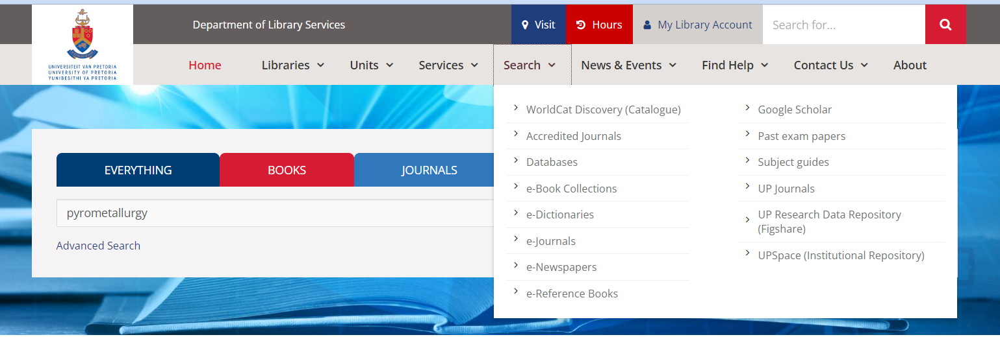 Department of Library Services
Visit
Hours
My Library Account
Search for...
UNIVERSITEIT VAN PRETORIA
UNIVERSITY OF PRETORIA
YUNIBESITHI YA PRETORIA
Home
Libraries
Units
Services
Search
News & Events
Find Help
Contact Us
About
EVERYTHING
BOOKS
JOURNALS
pyrometallurgy
Advanced Search
WorldCat Discovery (Catalogue)
Accredited Journals
Databases
e-Book Collections
e-Dictionaries
e-Journals
e-Newspapers
e-Reference Books
Google Scholar
Past exam papers
Subject guides
UP Journals
UP Research Data Repository
(Figshare)
UPSpace (Institutional Repository)